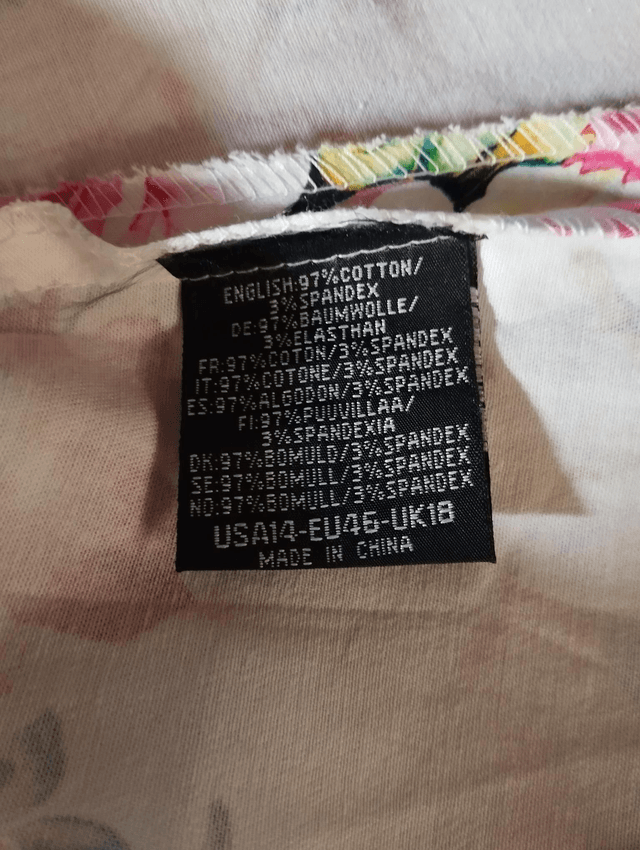 ENGLISH:97%COTTON/
3%SPANDEX
DE:97%BAUMWOLLE/
3%ELASTHAN
FR:97%COTON/3%SPANDEX
IT:97%COTONE/3%SPANDEX
ES:97%ALGODON/3%SPANDEX
FI:97%PUUVILLAA/
3%SPANDEXIA
DK:97%BOMULD/3%SPANDEX
SE:97%BOMULL/3%SPANDEX
NO:97%BOMULL/3%SPANDEX
USA14-EU46-UK18
MADE IN CHINA